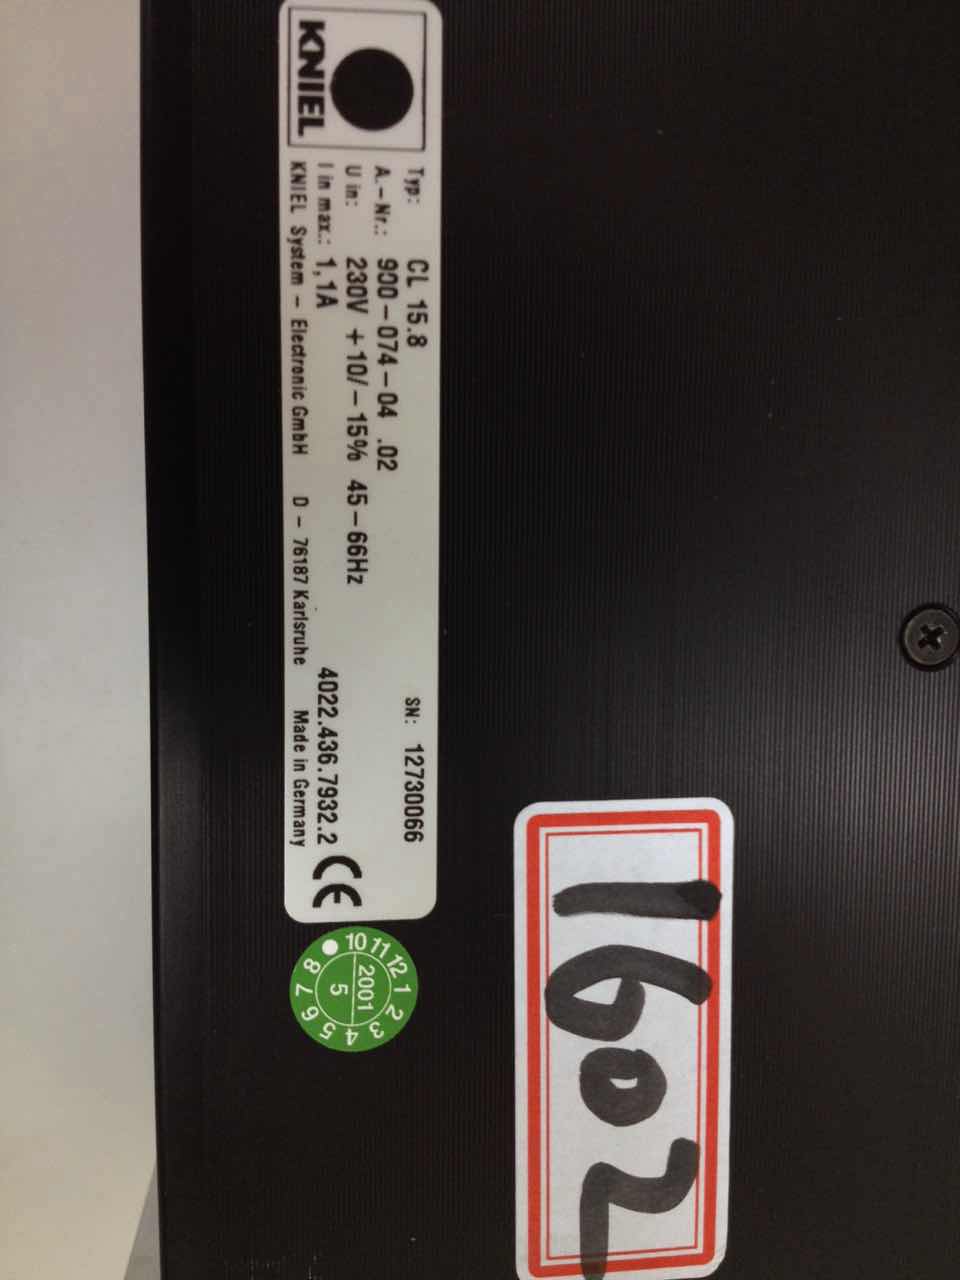 KNIEL
Typ: CL 15.8 SN: 12730066
A.-Nr.: 900-074-04 .02
U in: 230V +10/-15% 45-66Hz
I in max.: 1,1A 4022.436.7932.2 CE
KNIEL System - Electronic GmbH D - 76187 Karlsruhe Made in Germany
10 11 12 1 2 3 4 5 6 7 8
2001
5
1602